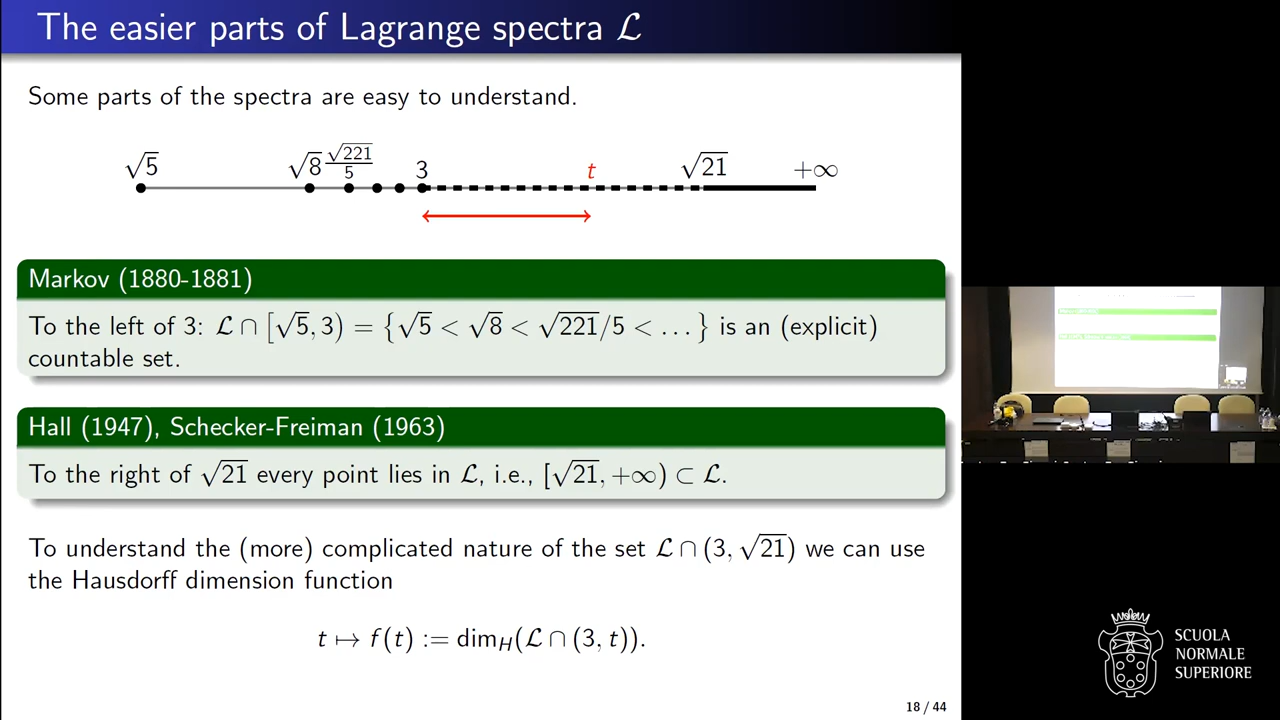 The easier parts of Lagrange spectra ℒ
Some parts of the spectra are easy to understand.
√5 √8 √221/5 3 t √21 +∞
Markov (1880-1881)
To the left of 3: ℒ ∩ [√5, 3) = {√5 < √8 < √221/5 < ...} is an (explicit)
countable set.
Hall (1947), Schecker-Freiman (1963)
To the right of √21 every point lies in ℒ, i.e., [√21, +∞) ⊂ ℒ.
To understand the (more) complicated nature of the set ℒ ∩ (3, √21) we can use
the Hausdorff dimension function
t ↦ f(t) := dim_H(ℒ ∩ (3, t)).
18 / 44
SCUOLA
NORMALE
SUPERIORE